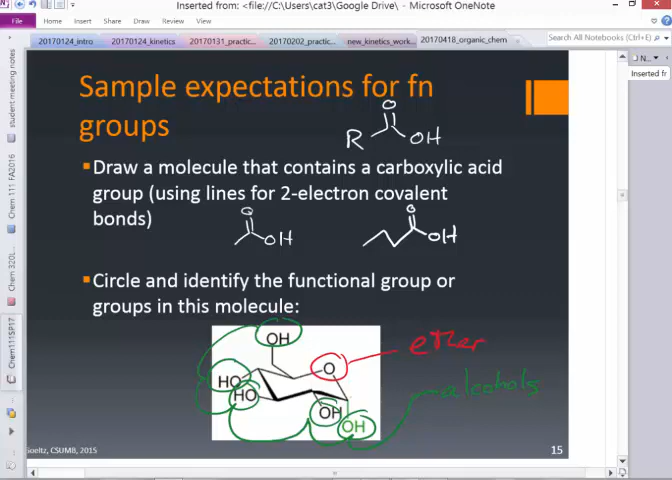 Inserted from: <file://C:\Users\cat3\Google Drive\ - Microsoft OneNote
File Home Insert Share Draw Review View
20170124_intro 20170124_kinetics 20170131_practic... 20170202_practic... new_kinetics_work... 20170418_organic_chem Search All Notebooks (Ctrl+E)
N...
Inserted fr
student meeting notes
Chem 111 FA2016
Chem 320L...
Chem111SP17
Sample expectations for fn
groups
O
R OH
▪Draw a molecule that contains a carboxylic acid
group (using lines for 2-electron covalent
bonds)
O OH
O OH
▪Circle and identify the functional group or
groups in this molecule:
OH
ether
O
HO
HO
alcohols
OH
OH
Goeltz, CSUMB, 2015
15